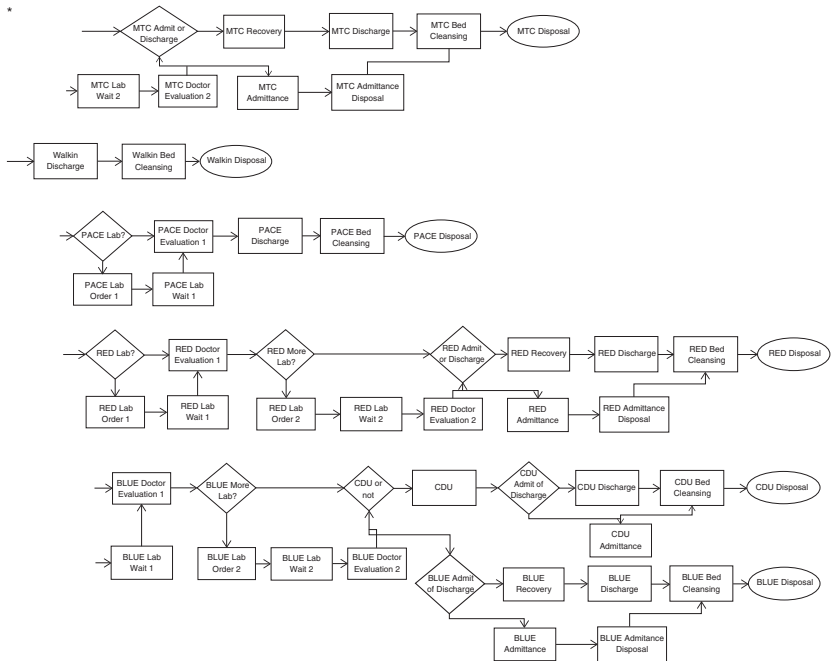 *
MTC Admit or
Discharge
MTC Recovery
MTC Discharge
MTC Bed
Cleansing
MTC Disposal
MTC Lab
Wait 2
MTC Doctor
Evaluation 2
MTC
Admittance
MTC Admittance
Disposal
Walkin
Discharge
Walkin Bed
Cleansing
Walkin Disposal
PACE Lab?
PACE Doctor
Evaluation 1
PACE
Discharge
PACE Bed
Cleansing
PACE Disposal
PACE Lab
Order 1
PACE Lab
Wait 1
RED Lab?
RED Doctor
Evaluation 1
RED More
Lab?
RED Admit
or Discharge
RED Recovery
RED Discharge
RED Bed
Cleansing
RED Disposal
RED Lab
Order 1
RED Lab
Wait 1
RED Lab
Order 2
RED Lab
Wait 2
RED Doctor
Evaluation 2
RED
Admittance
RED Admittance
Disposal
BLUE Doctor
Evaluation 1
BLUE More
Lab?
CDU or
not
CDU
CDU
Admit of
Discharge
CDU Discharge
CDU Bed
Cleansing
CDU Disposal
CDU
Admittance
BLUE Lab
Wait 1
BLUE Lab
Order 2
BLUE Lab
Wait 2
BLUE Doctor
Evaluation 2
BLUE Admit
of Discharge
BLUE
Recovery
BLUE
Discharge
BLUE Bed
Cleansing
BLUE Disposal
BLUE
Admittance
BLUE Admitance
Disposal